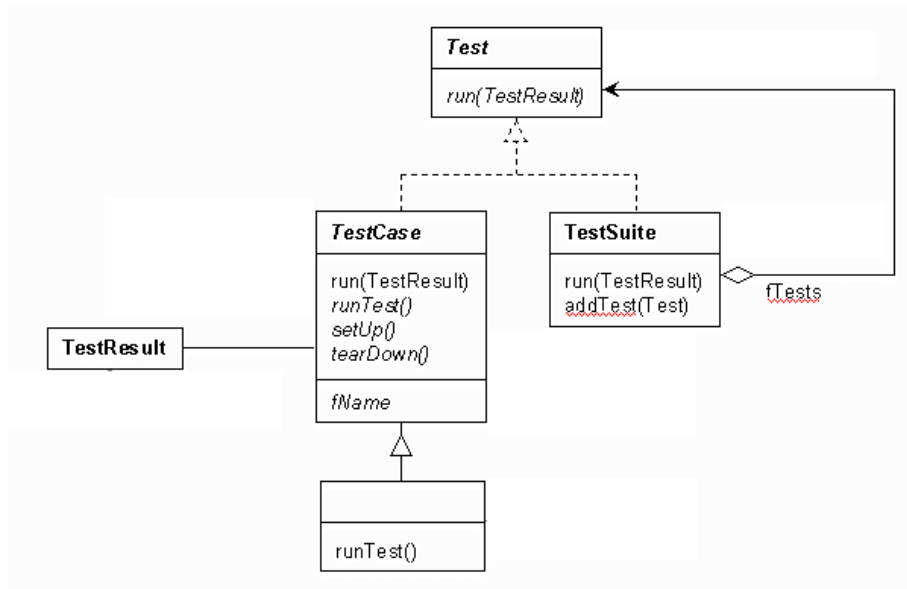 Test
run(TestResult)
TestCase
run(TestResult)
runTest()
setUp()
tearDown()
fName
TestSuite
run(TestResult)
addTest(Test)
fTests
TestResult
runTest()